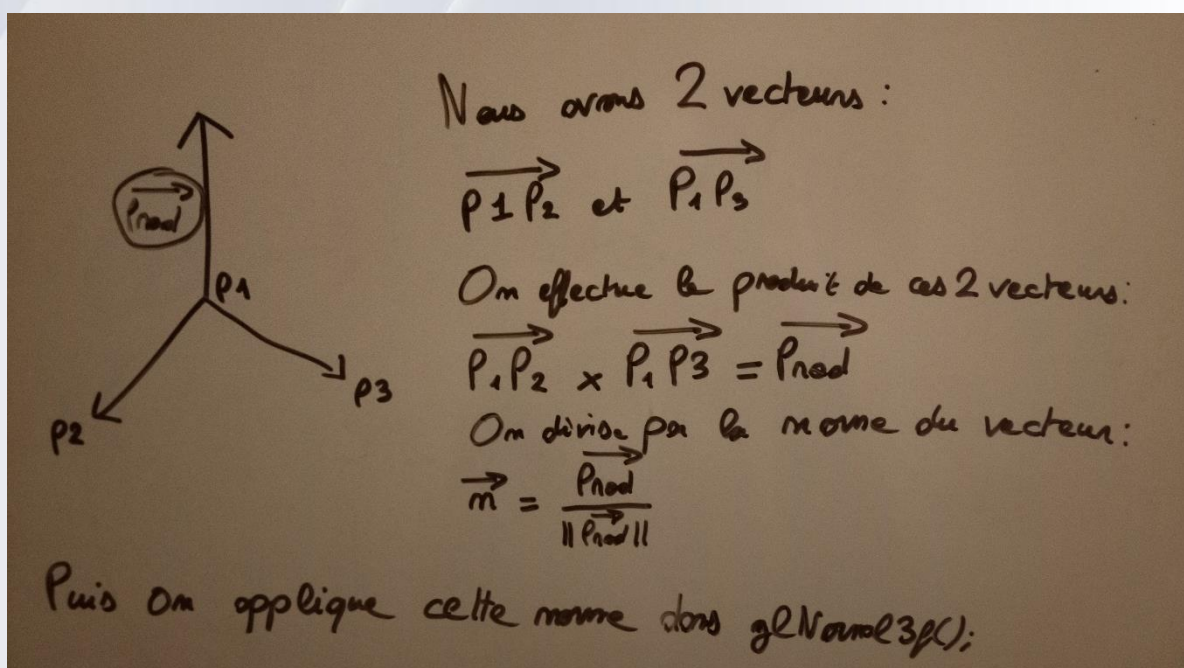 Nous avons 2 vecteurs :
P1P2 et P1P3
On effectue le produit de ces 2 vecteurs :
P1P2 x P1P3 = Prod
On divise par la norme du vecteur :
n = Prod / ||Prod||
Prod
P1
P2
P3
Puis on applique cette norme dans glNormal3f();